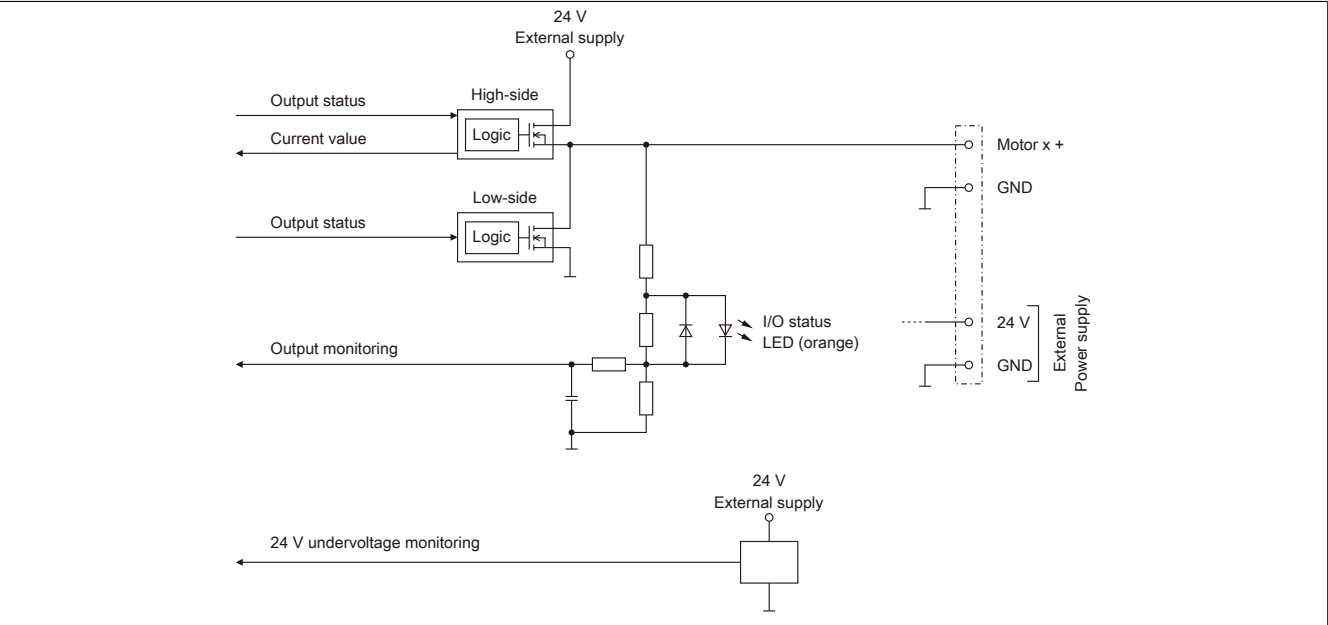 24 V
External supply
High-side
Output status
Logic
Current value
Motor x +
GND
Low-side
Output status
Logic
I/O status
LED (orange)
24 V
GND
External
Power supply
Output monitoring
24 V
External supply
24 V undervoltage monitoring